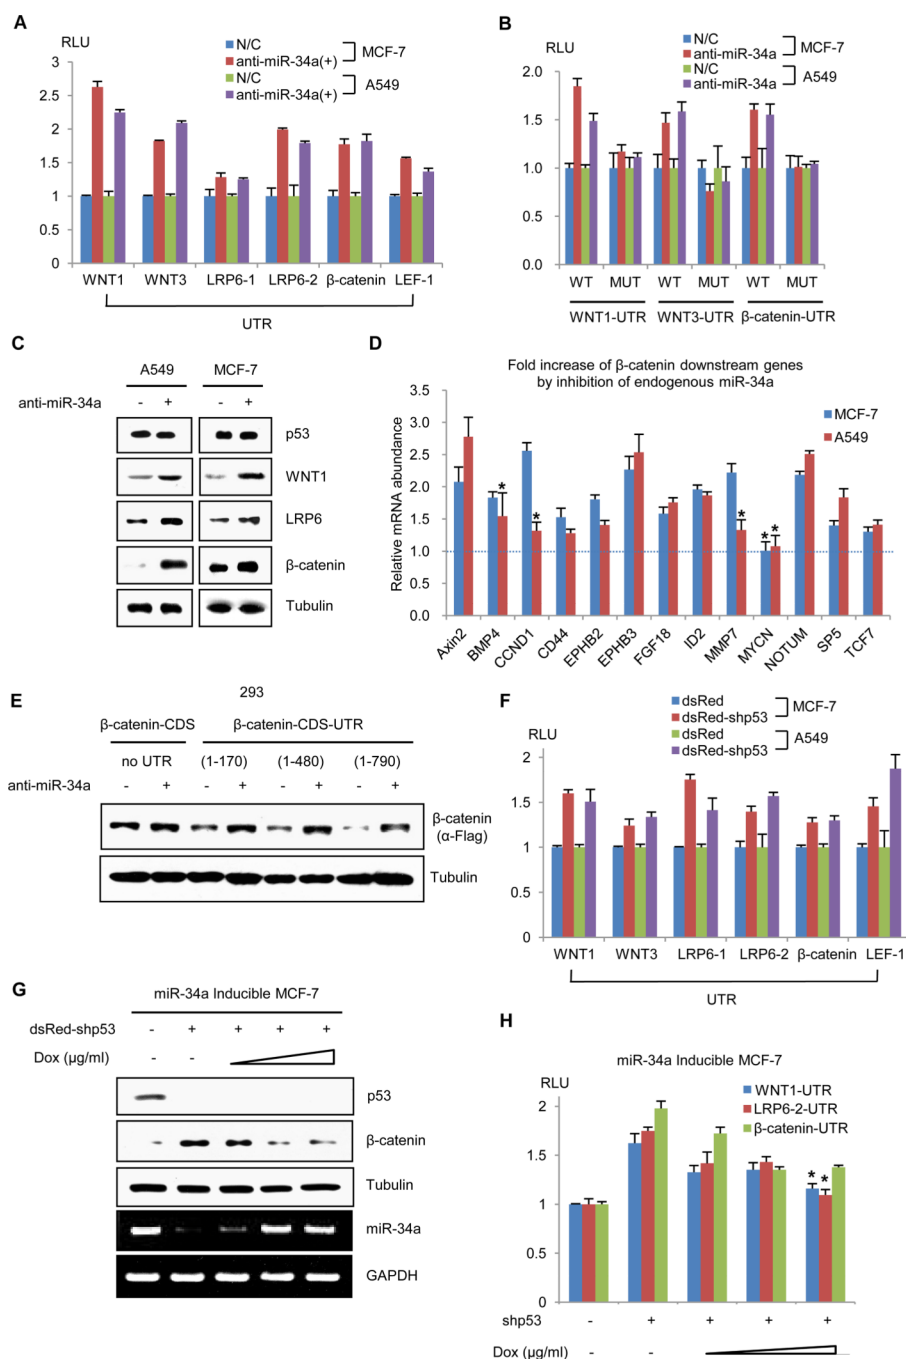 A
RLU
N/C
anti-miR-34a(+)
MCF-7
N/C
anti-miR-34a(+)
A549
3
2.5
2
1.5
1
0.5
0
WNT1 WNT3 LRP6-1 LRP6-2 β-catenin LEF-1
UTR
B
RLU
N/C
anti-miR-34a
MCF-7
N/C
anti-miR-34a
A549
2.0
1.5
1.0
0.5
0.0
WT MUT WT MUT WT MUT
WNT1-UTR WNT3-UTR β-catenin-UTR
C
A549 MCF-7
anti-miR-34a - + - +
p53
WNT1
LRP6
β-catenin
Tubulin
D
Fold increase of β-catenin downstream genes
by inhibition of endogenous miR-34a
Relative mRNA abundance
MCF-7
A549
3.5
3.0
2.5
2.0
1.5
1.0
0.5
0.0
* * * * *
Axin2 BMP4 CCND1 CD44 EPHB2 EPHB3 FGF18 ID2 MMP7 MYCN NOTUM SP5 TCF7
E
293
β-catenin-CDS β-catenin-CDS-UTR
no UTR (1-170) (1-480) (1-790)
anti-miR-34a - + - + - + - +
β-catenin
(α-Flag)
Tubulin
F
RLU
dsRed
dsRed-shp53
MCF-7
dsRed
dsRed-shp53
A549
2
1.5
1
0.5
0
WNT1 WNT3 LRP6-1 LRP6-2 β-catenin LEF-1
UTR
G
miR-34a Inducible MCF-7
dsRed-shp53 - + + + +
Dox (μg/ml) - -
p53
β-catenin
Tubulin
miR-34a
GAPDH
H
miR-34a Inducible MCF-7
RLU
WNT1-UTR
LRP6-2-UTR
β-catenin-UTR
2
1.5
1
0.5
0
* *
shp53 - + + + +
Dox (μg/ml) - -